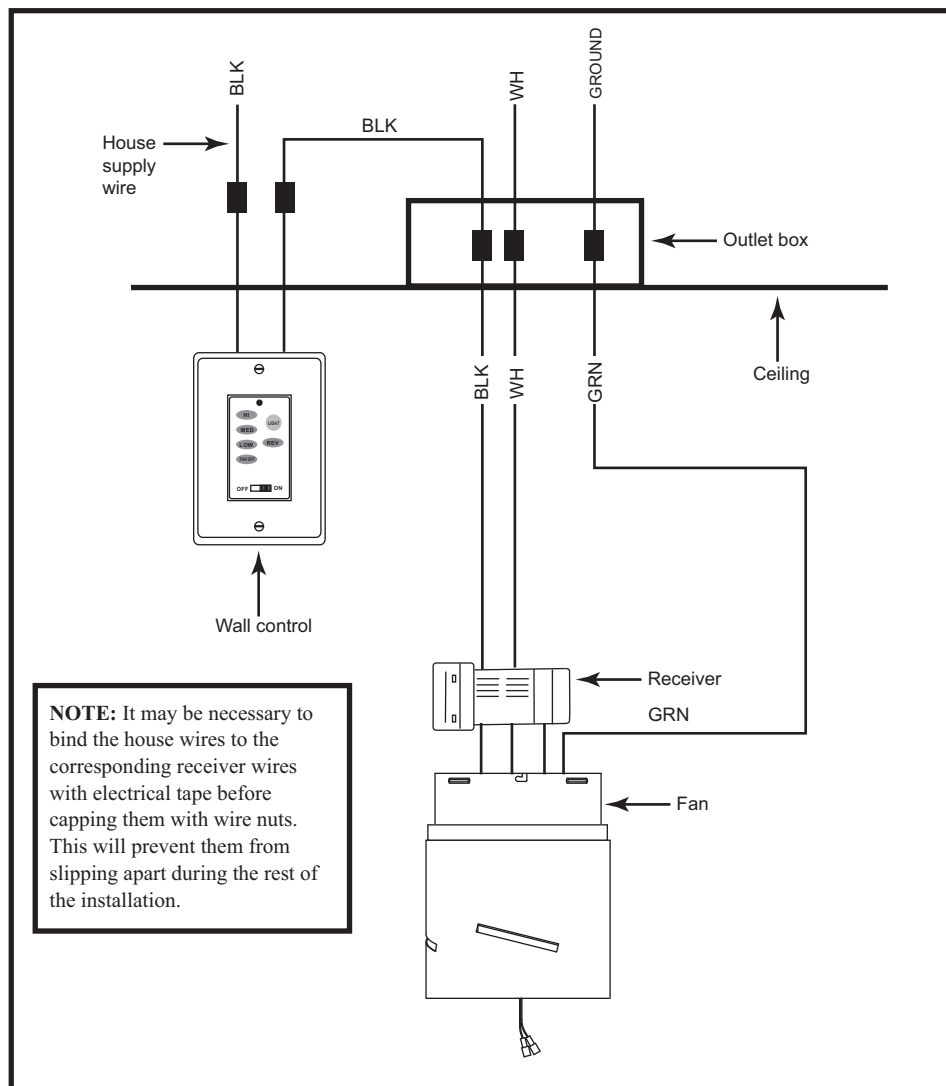 BLK
WH
GROUND
BLK
House
supply
wire
Outlet box
BLK
WH
GRN
Ceiling
HI
LIGHT
MED
LOW
REV
FAN OFF
OFF
ON
Wall control
Receiver
GRN
Fan
NOTE: It may be necessary to
bind the house wires to the
corresponding receiver wires
with electrical tape before
capping them with wire nuts.
This will prevent them from
slipping apart during the rest of
the installation.